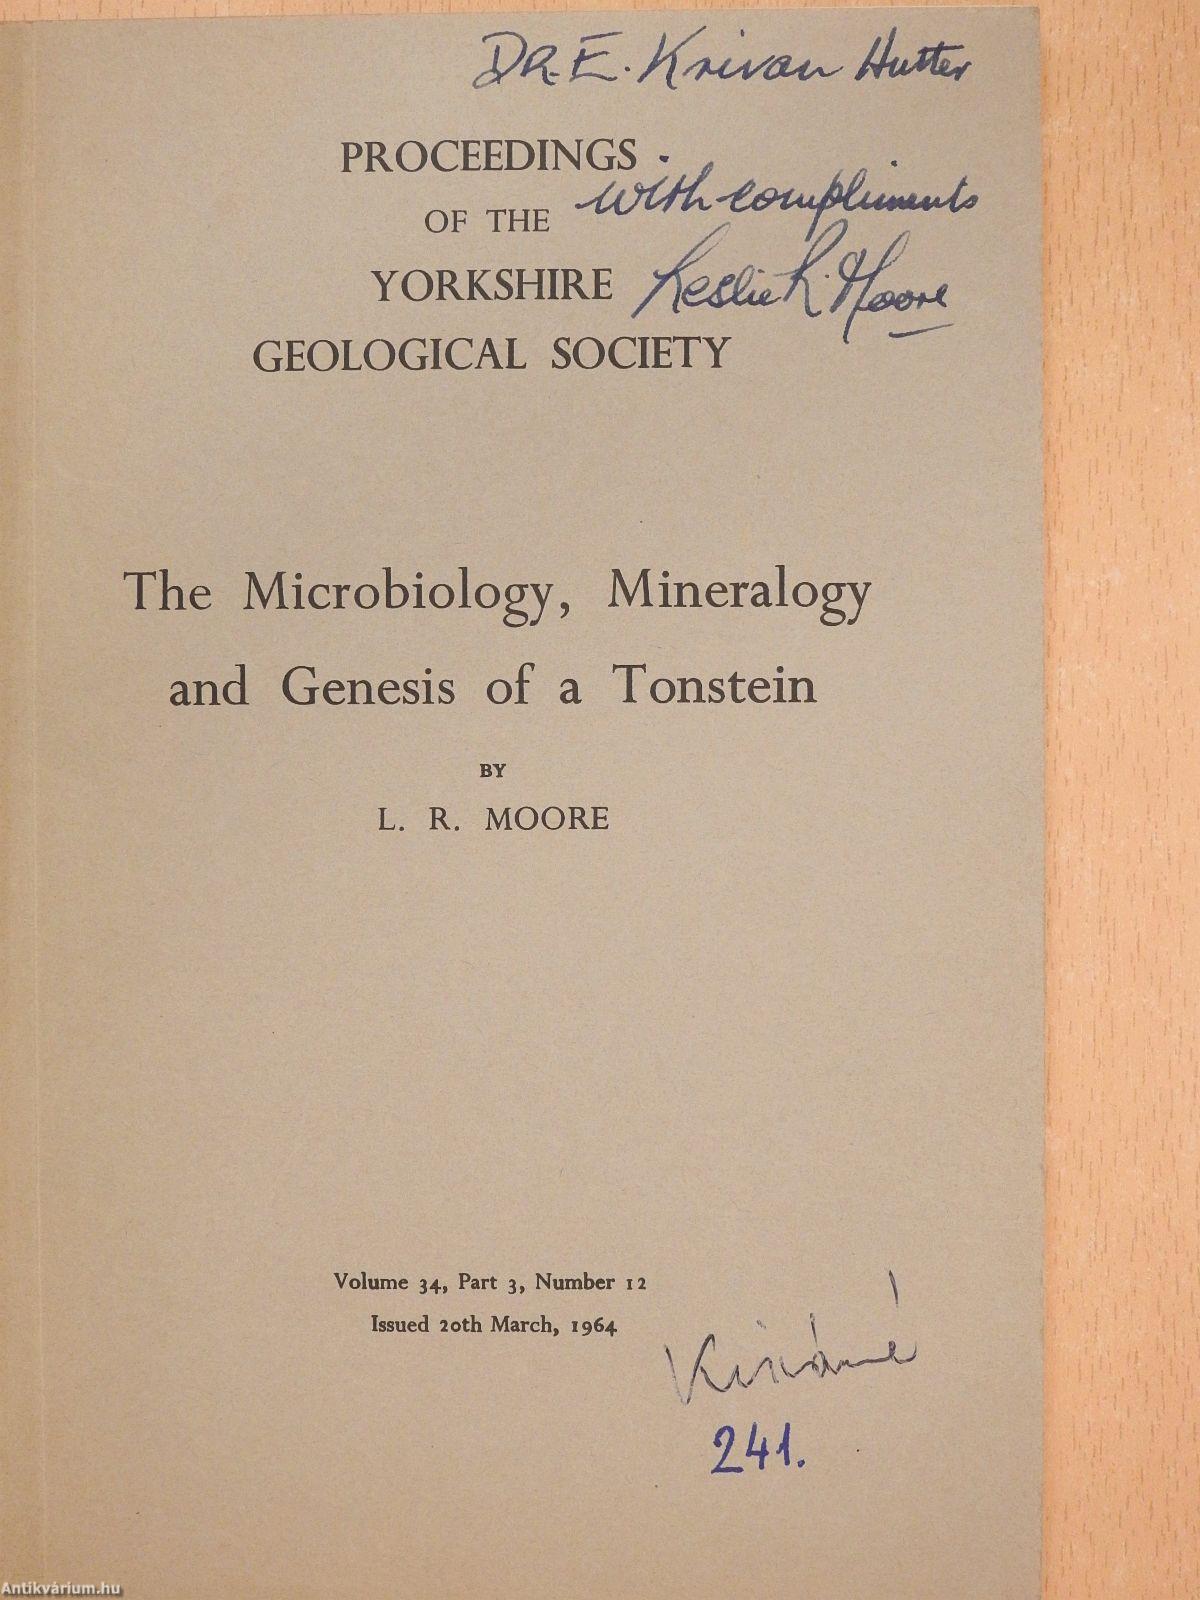 DR. E. Krivan Hutter
PROCEEDINGS
with compliments
OF THE
YORKSHIRE
Leslie R. Moore
GEOLOGICAL SOCIETY
The Microbiology, Mineralogy
and Genesis of a Tonstein
BY
L. R. MOORE
Volume 34, Part 3, Number 12
Issued 20th March, 1964
241.
Antikvárium.hu